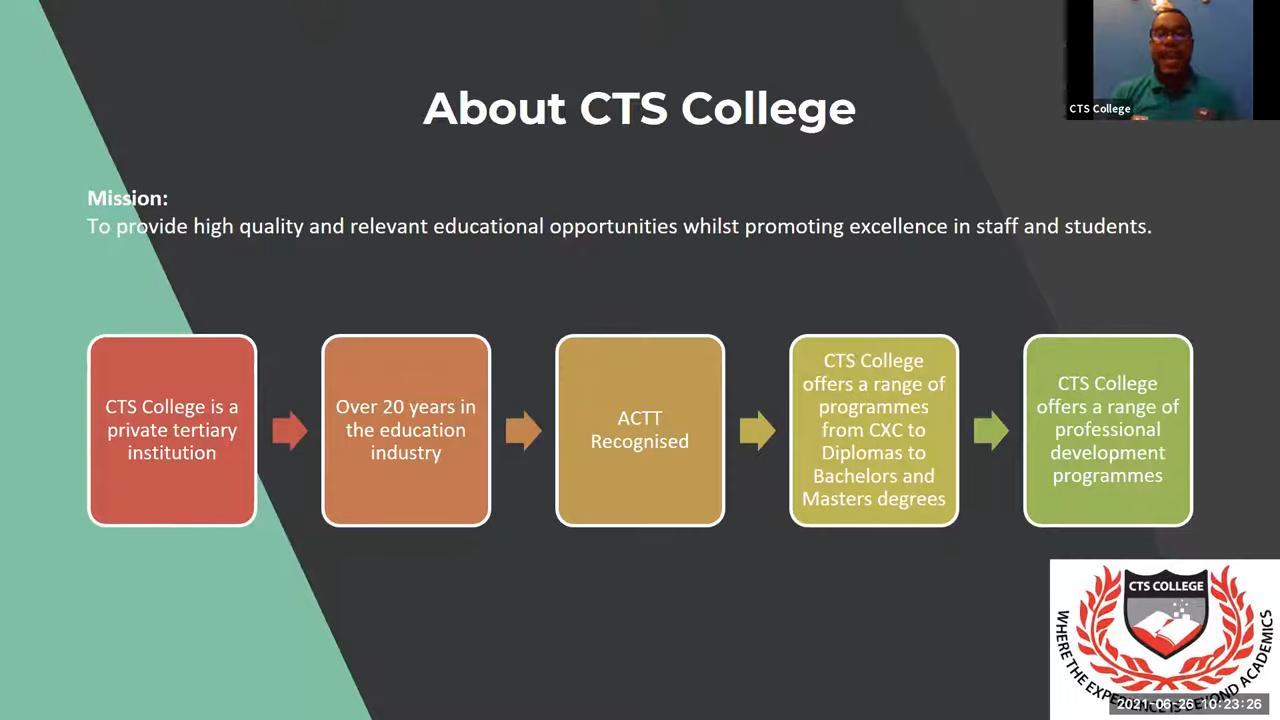 About CTS College
CTS College
Mission:
To provide high quality and relevant educational opportunities whilst promoting excellence in staff and students.
CTS College is a
private tertiary
institution
Over 20 years in
the education
industry
ACTT
Recognised
CTS College
offers a range of
programmes
from CXC to
Diplomas to
Bachelors and
Masters degrees
CTS College
offers a range of
professional
development
programmes
CTS COLLEGE
WHERE THE EXPERIENCE IS BEYOND ACADEMICS
2021-06-26 10:23:26